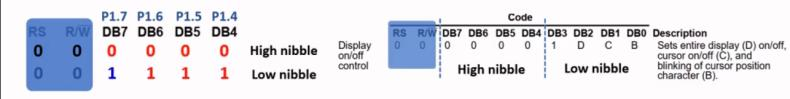 P1.7 P1.6 P1.5 P1.4
RS R/W̅ DB7 DB6 DB5 DB4
0 0 0 0 0 0 High nibble
0 0 1 1 1 1 Low nibble
Code
RS R/W̅ DB7 DB6 DB5 DB4 DB3 DB2 DB1 DB0 Description
Display on/off control
0 0 0 0 0 0 1 D C B
Sets entire display (D) on/off,
cursor on/off (C), and
blinking of cursor position
character (B).
High nibble Low nibble